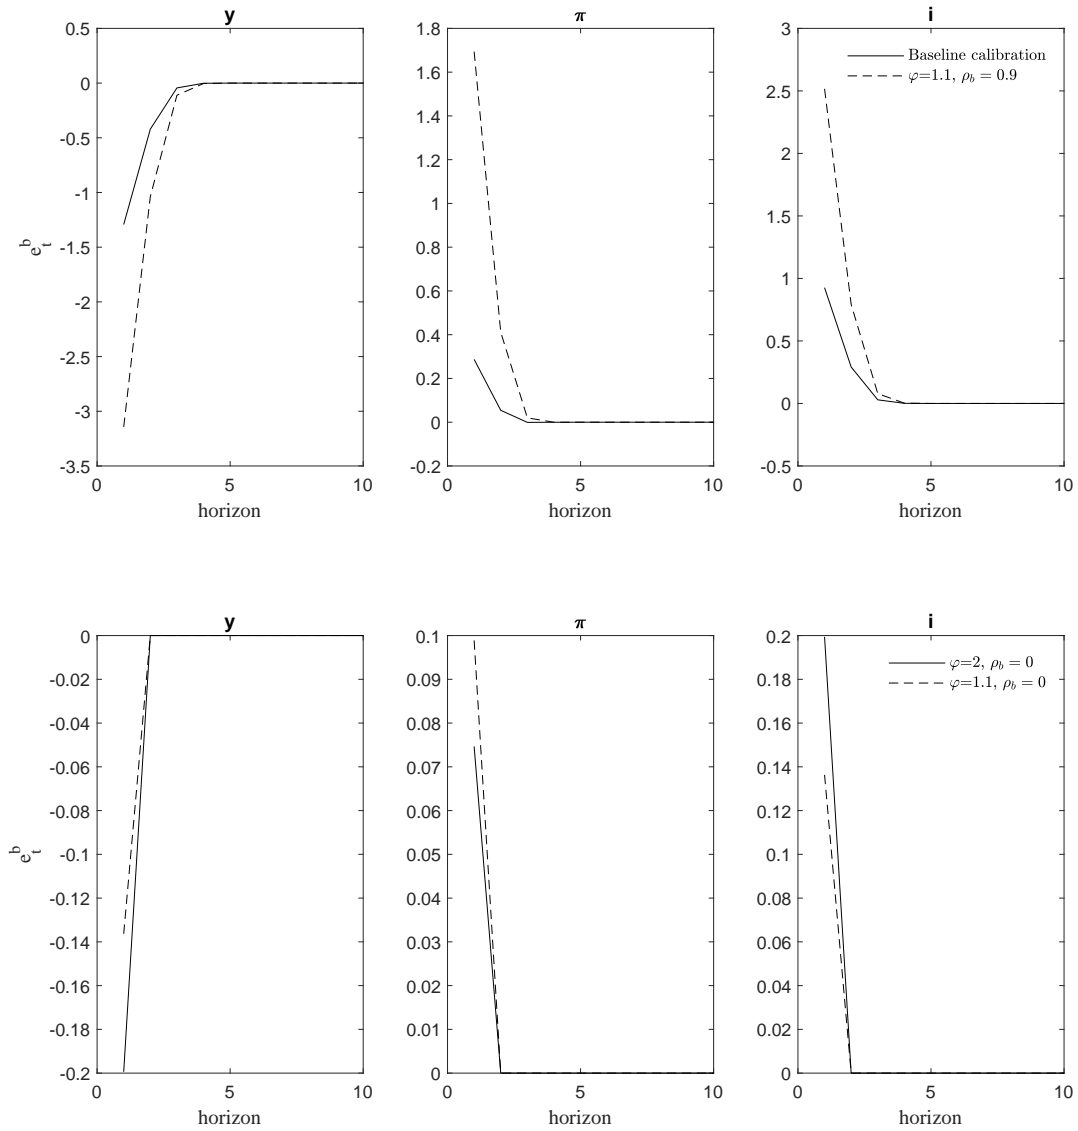 y
π
i
0.5
0
-0.5
-1
-1.5
-2
-2.5
-3
-3.5
1.8
1.6
1.4
1.2
1
0.8
0.6
0.4
0.2
0
-0.2
3
2.5
2
1.5
1
0.5
0
-0.5
Baseline calibration
φ=1.1, ρ_b = 0.9
e_t^b
0 5 10
0 5 10
0 5 10
horizon
horizon
horizon
y
π
i
0
-0.02
-0.04
-0.06
-0.08
-0.1
-0.12
-0.14
-0.16
-0.18
-0.2
0.1
0.09
0.08
0.07
0.06
0.05
0.04
0.03
0.02
0.01
0
0.2
0.18
0.16
0.14
0.12
0.1
0.08
0.06
0.04
0.02
0
φ=2, ρ_b = 0
φ=1.1, ρ_b = 0
e_t^b
0 5 10
0 5 10
0 5 10
horizon
horizon
horizon